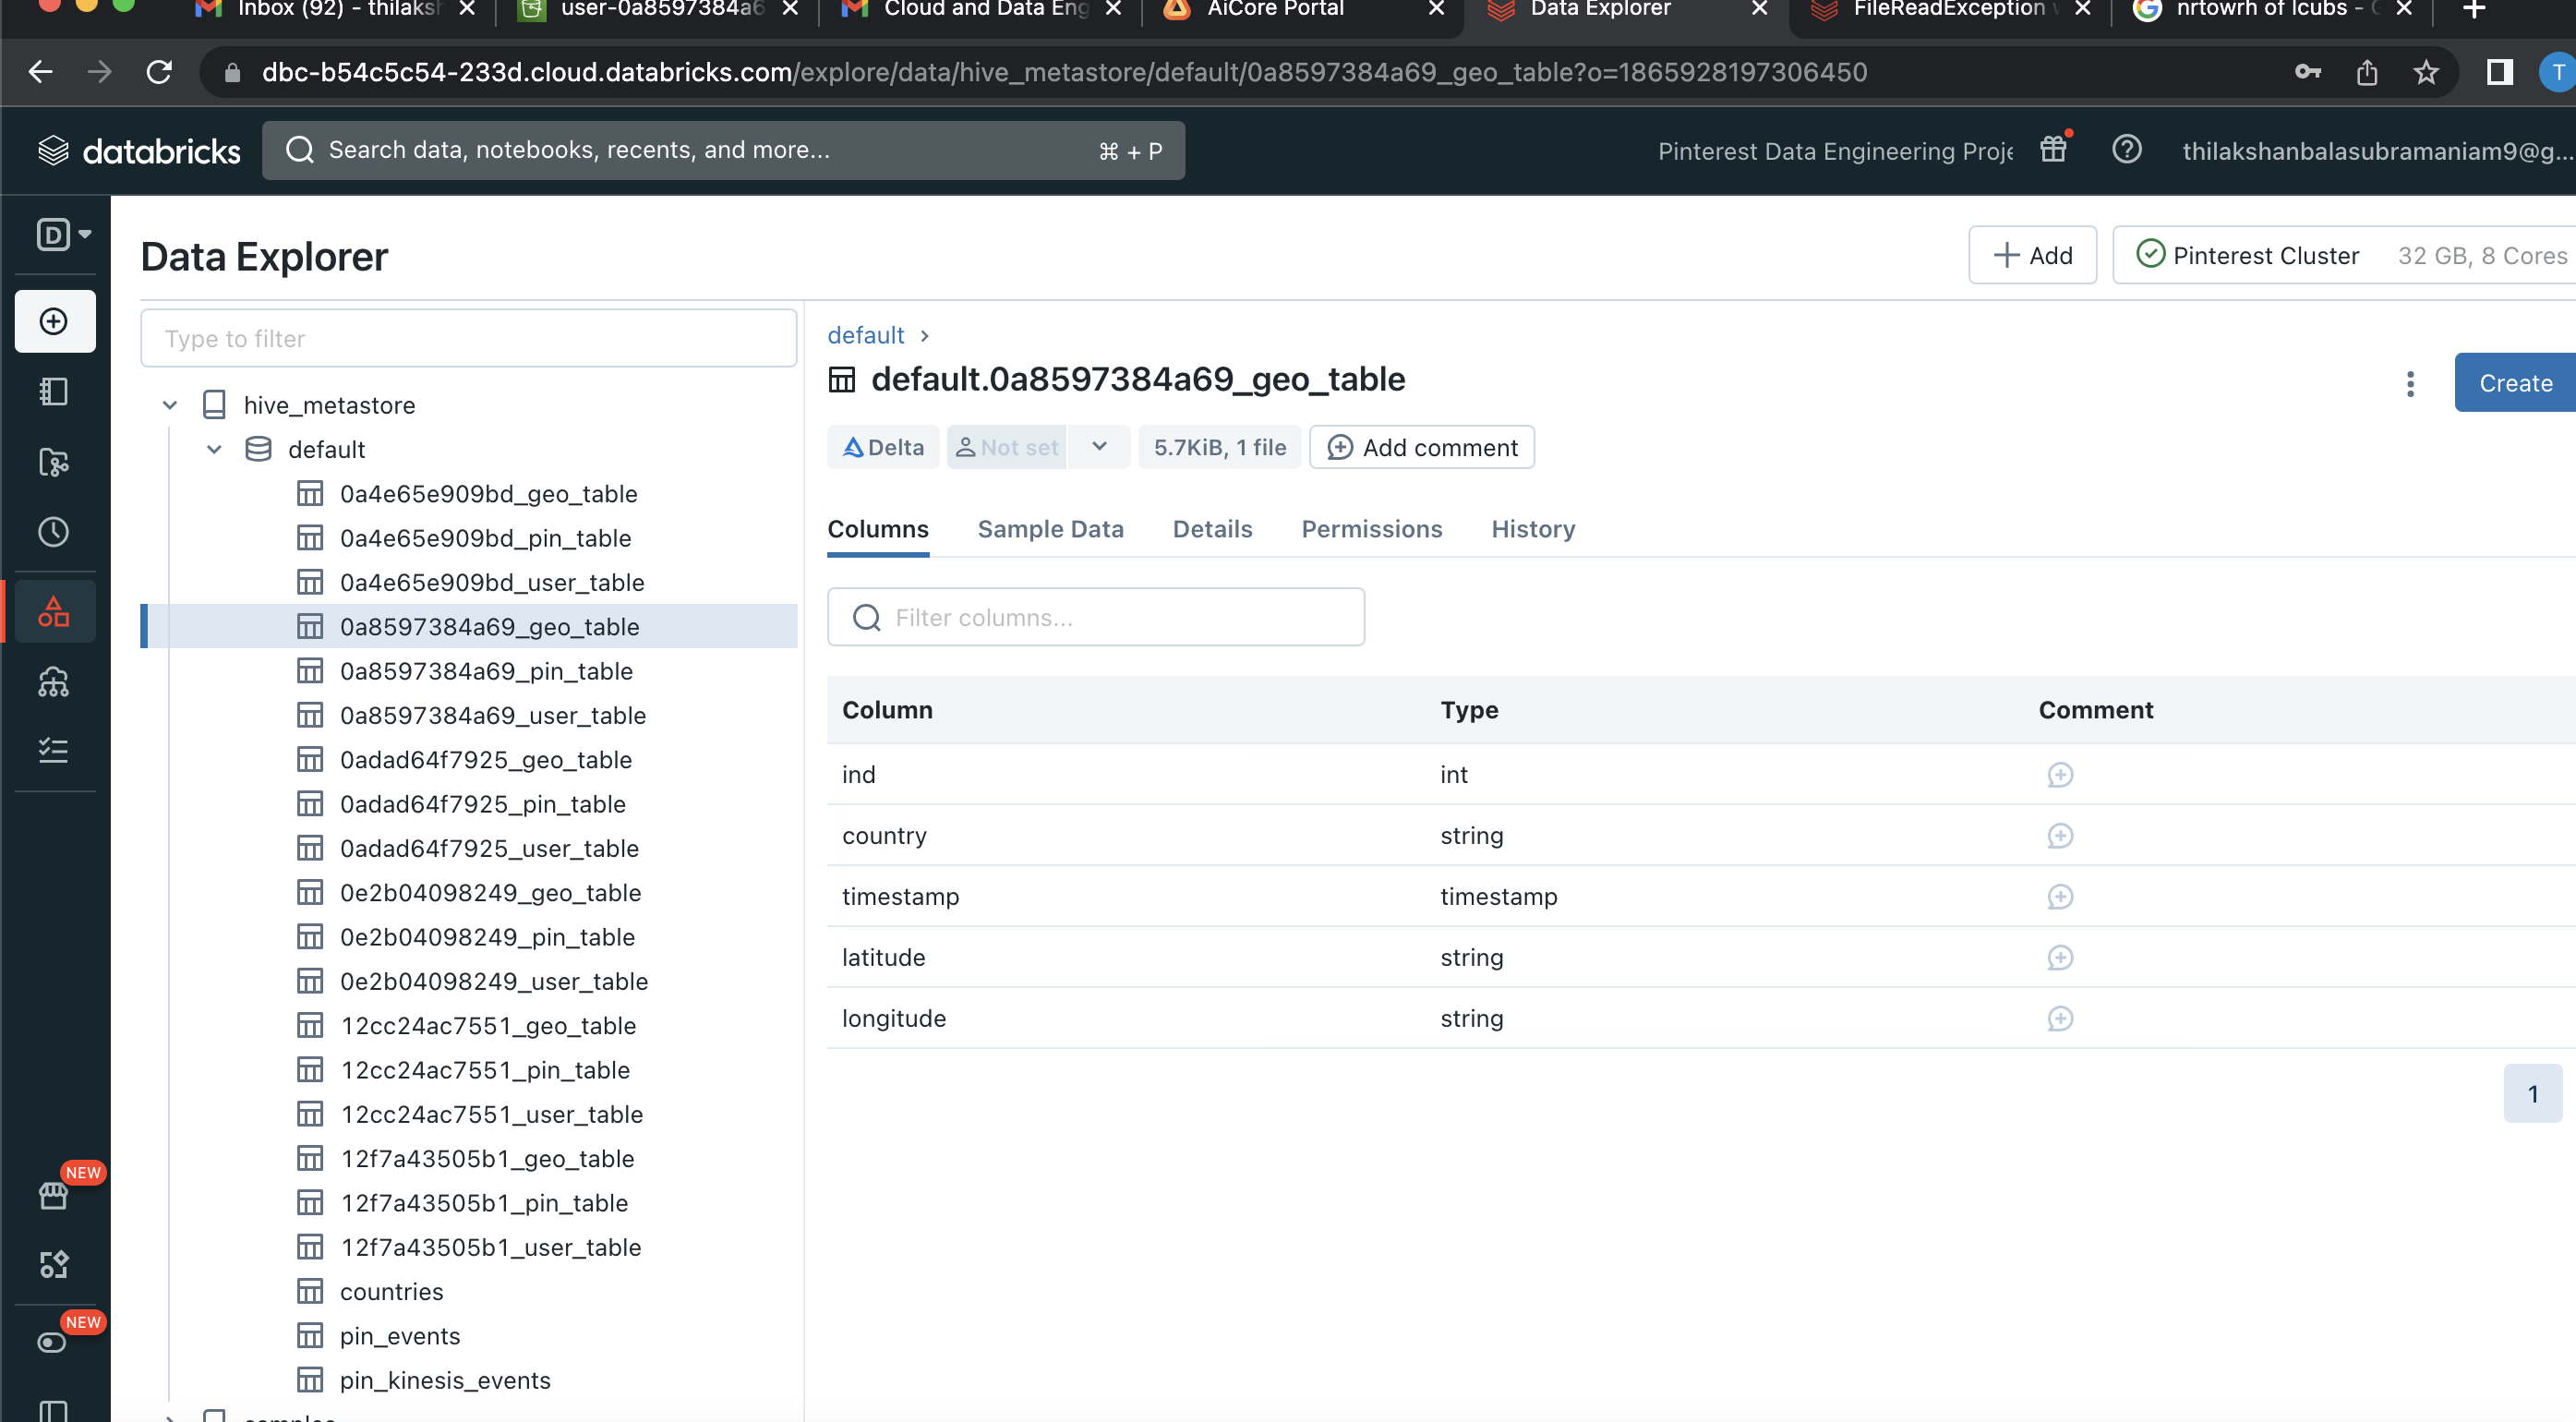 Inbox (92) - thilaksh
user-0a8597384a6
Cloud and Data Eng
AiCore Portal
Data Explorer
FileReadException w
nrtowrh of Icubs - G
dbc-b54c5c54-233d.cloud.databricks.com/explore/data/hive_metastore/default/0a8597384a69_geo_table?o=1865928197306450
T
databricks
Search data, notebooks, recents, and more...
⌘ + P
Pinterest Data Engineering Proje
thilakshanbalasubramaniam9@g...
D
Data Explorer
Add
Pinterest Cluster
32 GB, 8 Cores
Type to filter
hive_metastore
default
0a4e65e909bd_geo_table
0a4e65e909bd_pin_table
0a4e65e909bd_user_table
0a8597384a69_geo_table
0a8597384a69_pin_table
0a8597384a69_user_table
0adad64f7925_geo_table
0adad64f7925_pin_table
0adad64f7925_user_table
0e2b04098249_geo_table
0e2b04098249_pin_table
0e2b04098249_user_table
12cc24ac7551_geo_table
12cc24ac7551_pin_table
12cc24ac7551_user_table
12f7a43505b1_geo_table
12f7a43505b1_pin_table
12f7a43505b1_user_table
countries
pin_events
pin_kinesis_events
default ›
default.0a8597384a69_geo_table
Create
Delta
Not set
5.7KiB, 1 file
Add comment
Columns
Sample Data
Details
Permissions
History
Filter columns...
Column Type Comment
ind int
country string
timestamp timestamp
latitude string
longitude string
1
NEW
NEW